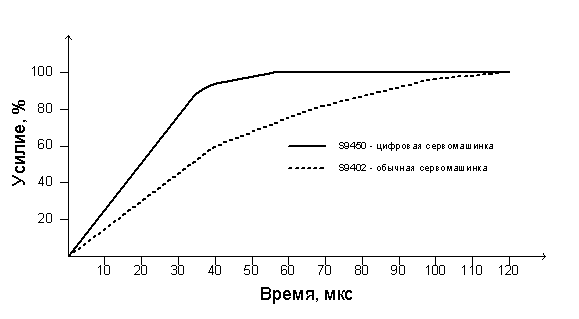 Усилие, %
100
80
60
40
20
S9450 - цифровая сервомашинка
S9402 - обычная сервомашинка
10 20 30 40 50 60 70 80 90 100 110 120
Время, мкс